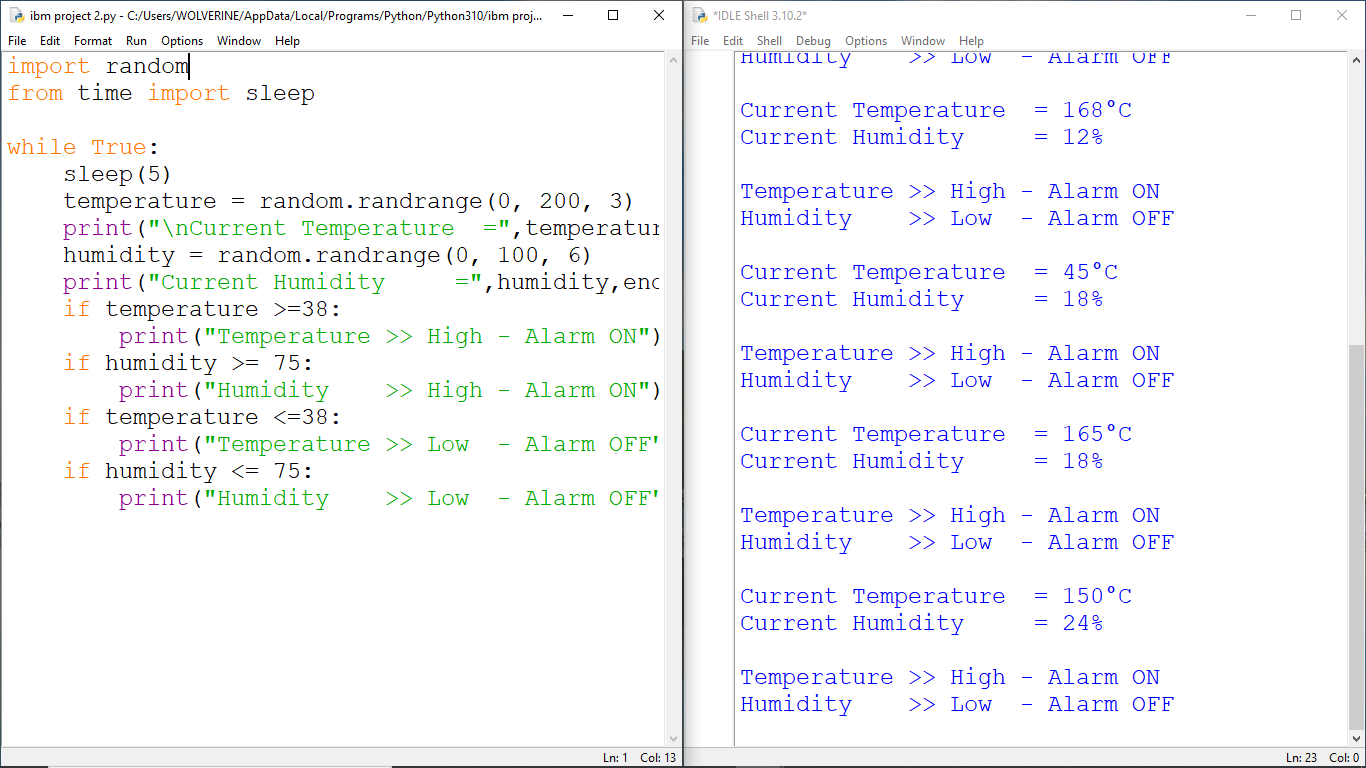 ibm project 2.py - C:/Users/WOLVERINE/AppData/Local/Programs/Python/Python310/ibm proj...
File Edit Format Run Options Window Help
import random
from time import sleep
while True:
    sleep(5)
    temperature = random.randrange(0, 200, 3)
    print("\nCurrent Temperature  =",temperatur
    humidity = random.randrange(0, 100, 6)
    print("Current Humidity     =",humidity,end
    if temperature >=38:
        print("Temperature >> High - Alarm ON")
    if humidity >= 75:
        print("Humidity    >> High - Alarm ON")
    if temperature <=38:
        print("Temperature >> Low  - Alarm OFF"
    if humidity <= 75:
        print("Humidity    >> Low  - Alarm OFF"
Ln: 1 Col: 13
*IDLE Shell 3.10.2*
File Edit Shell Debug Options Window Help
Humidity    >> Low  - Alarm OFF
Current Temperature  = 168°C
Current Humidity     = 12%
Temperature >> High - Alarm ON
Humidity    >> Low  - Alarm OFF
Current Temperature  = 45°C
Current Humidity     = 18%
Temperature >> High - Alarm ON
Humidity    >> Low  - Alarm OFF
Current Temperature  = 165°C
Current Humidity     = 18%
Temperature >> High - Alarm ON
Humidity    >> Low  - Alarm OFF
Current Temperature  = 150°C
Current Humidity     = 24%
Temperature >> High - Alarm ON
Humidity    >> Low  - Alarm OFF
Ln: 23 Col: 0